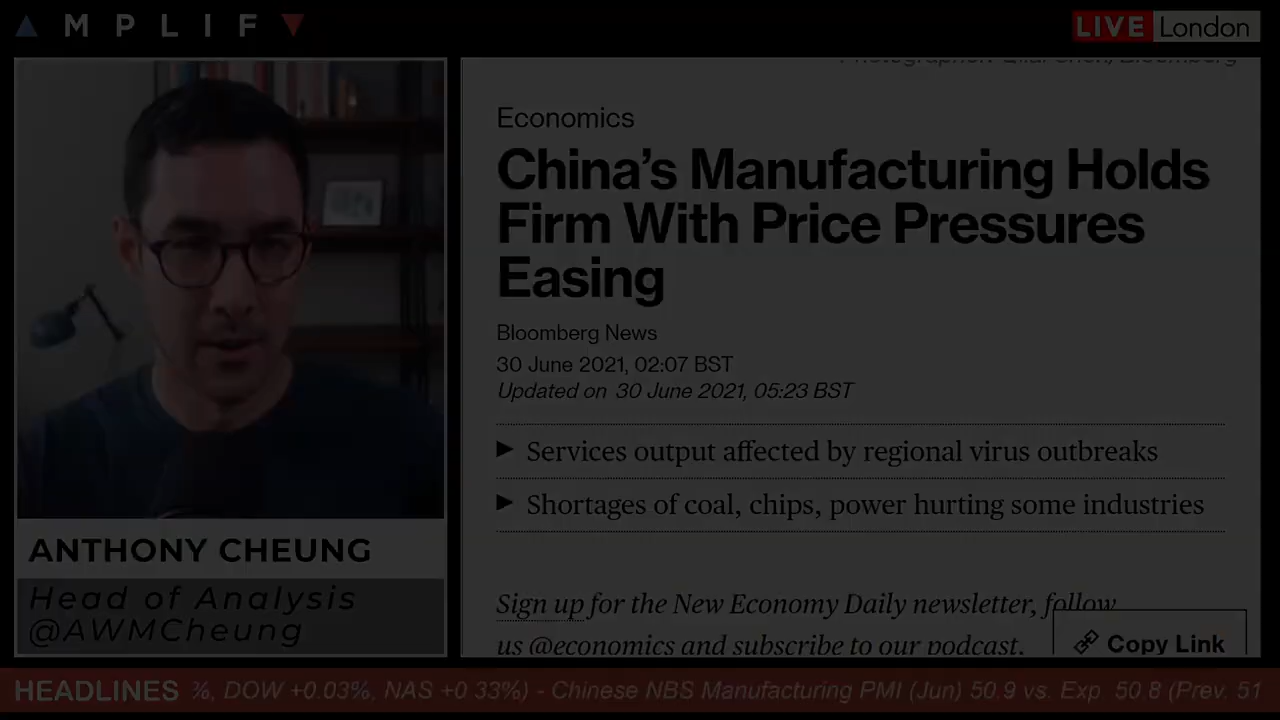 AMPLIFY
LIVE London
Economics
China's Manufacturing Holds
Firm With Price Pressures
Easing
Bloomberg News
30 June 2021, 02:07 BST
Updated on 30 June 2021, 05:23 BST
Services output affected by regional virus outbreaks
Shortages of coal, chips, power hurting some industries
Sign up for the New Economy Daily newsletter, follow
us @economics and subscribe to our podcast.
Copy Link
ANTHONY CHEUNG
Head of Analysis
@AWMCheung
HEADLINES %, DOW +0.03%, NAS +0 33%) - Chinese NBS Manufacturing PMI (Jun) 50.9 vs. Exp 50 8 (Prev. 51